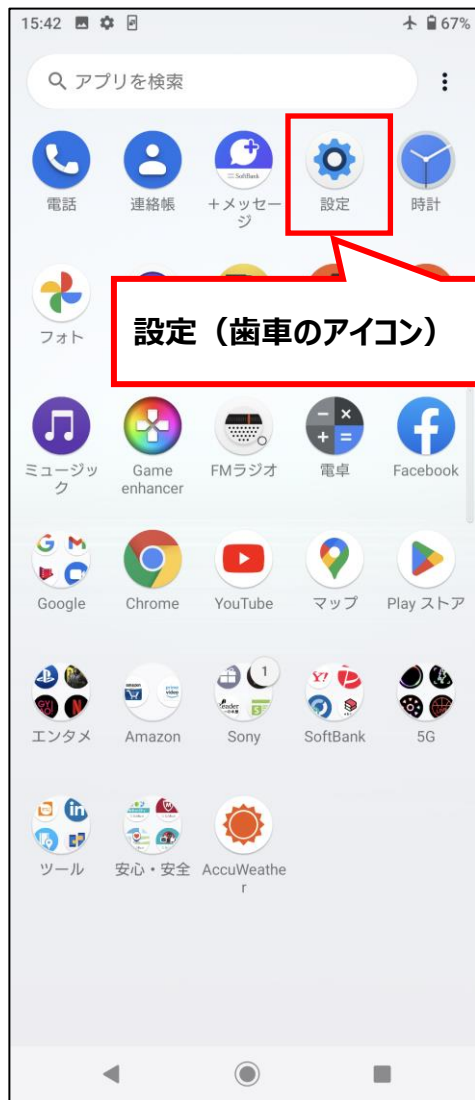 15:42
67%
アプリを検索
電話
連絡帳
+メッセー
ジ
設定
時計
フォト
設定（歯車のアイコン）
ミュージッ
ク
Game
enhancer
FMラジオ
電卓
Facebook
Google
Chrome
YouTube
マップ
Play ストア
1
エンタメ
Amazon
Sony
SoftBank
5G
ツール
安心・安全
AccuWeathe
r